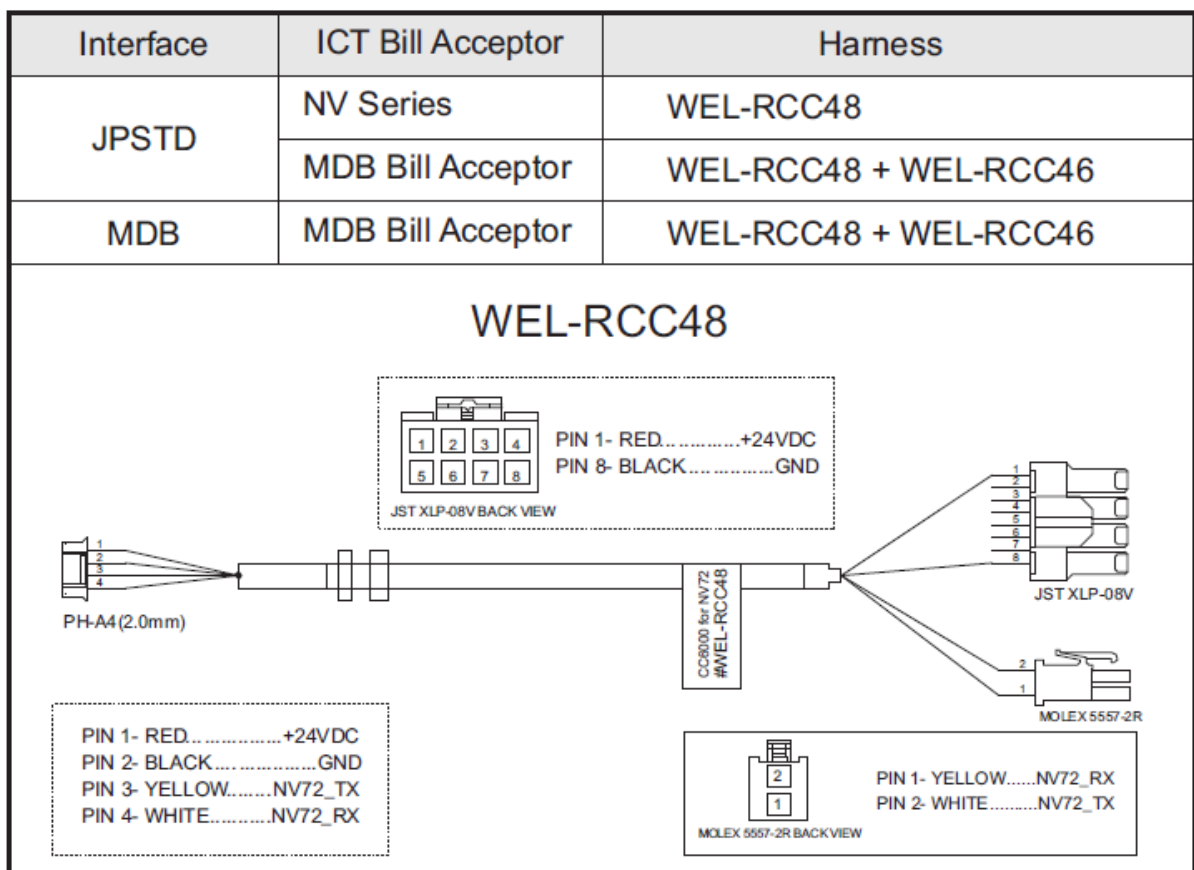 Interface ICT Bill Acceptor Harness
JPSTD NV Series WEL-RCC48
MDB Bill Acceptor WEL-RCC48 + WEL-RCC46
MDB MDB Bill Acceptor WEL-RCC48 + WEL-RCC46
WEL-RCC48
1 2 3 4
5 6 7 8
PIN 1- RED..............+24VDC
PIN 8- BLACK................GND
JST XLP-08V BACK VIEW
1
2
3
4
PH-A4(2.0mm)
CC6000 for NV72
#WEL-RCC48
1
2
3
4
5
6
7
8
JST XLP-08V
2
1
MOLEX 5557-2R
PIN 1- RED.................+24VDC
PIN 2- BLACK..................GND
PIN 3- YELLOW........NV72_TX
PIN 4- WHITE...........NV72_RX
2
1
MOLEX 5557-2R BACK VIEW
PIN 1- YELLOW......NV72_RX
PIN 2- WHITE.........NV72_TX